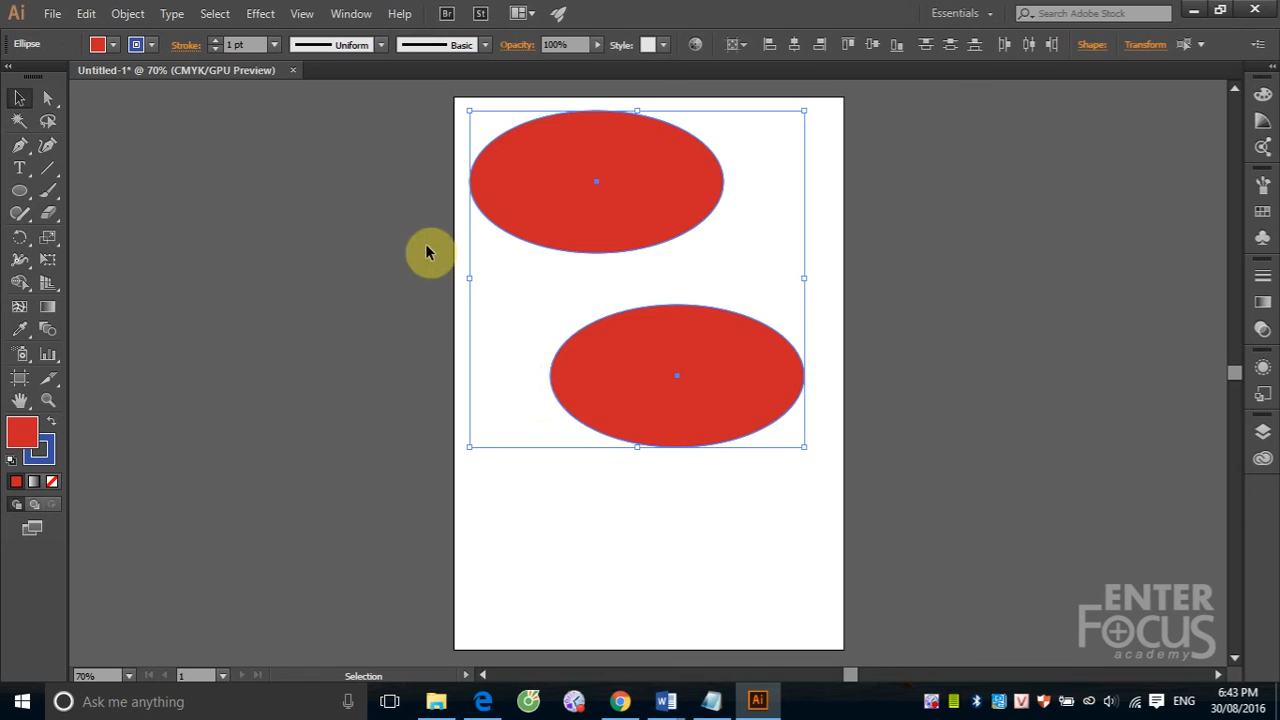 Ai File Edit Object Type Select Effect View Window Help Br St Essentials Search Adobe Stock
Ellipse Stroke: 1 pt Uniform Basic Opacity: 100% Style: Shape: Transform
Untitled-1* @ 70% (CMYK/GPU Preview) ×
T
ENTER
FOCUS
academy
70% 1 Selection
Ask me anything Ai ENG 6:43 PM
30/08/2016